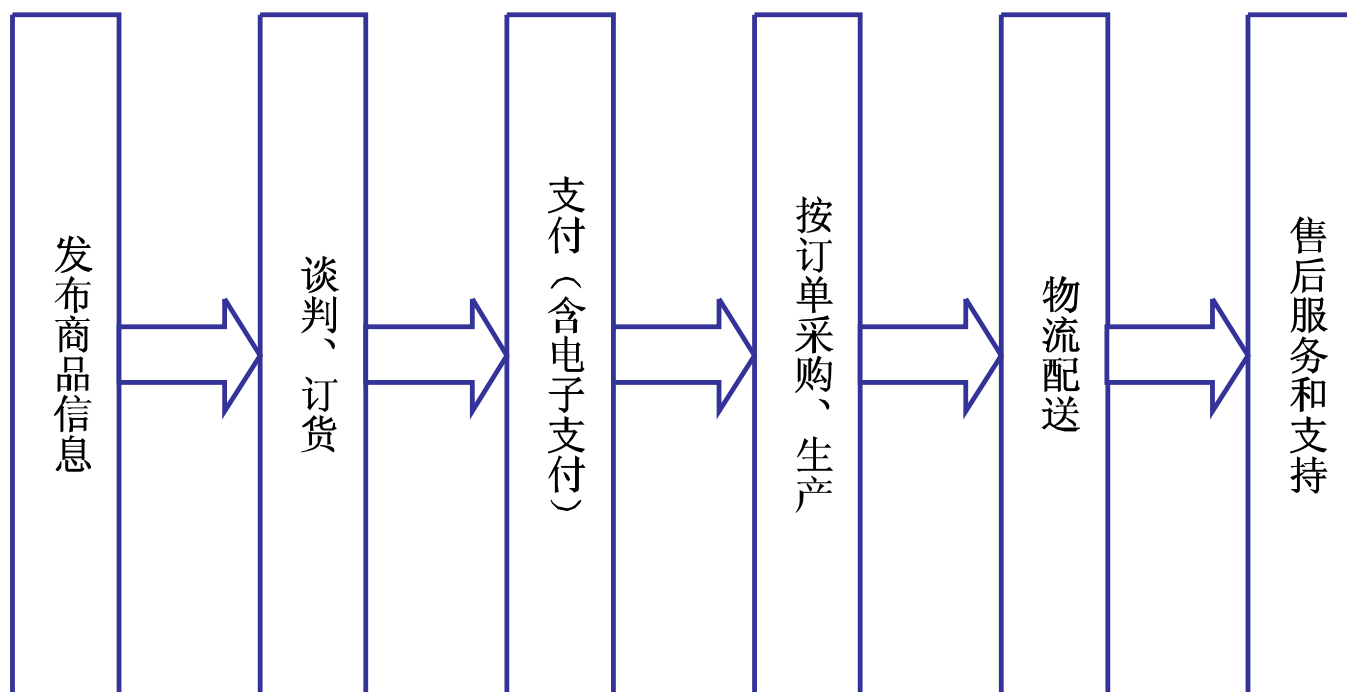 发布商品信息
谈判、订货
支付（含电子支付）
按订单采购、生产
物流配送
售后服务和支持